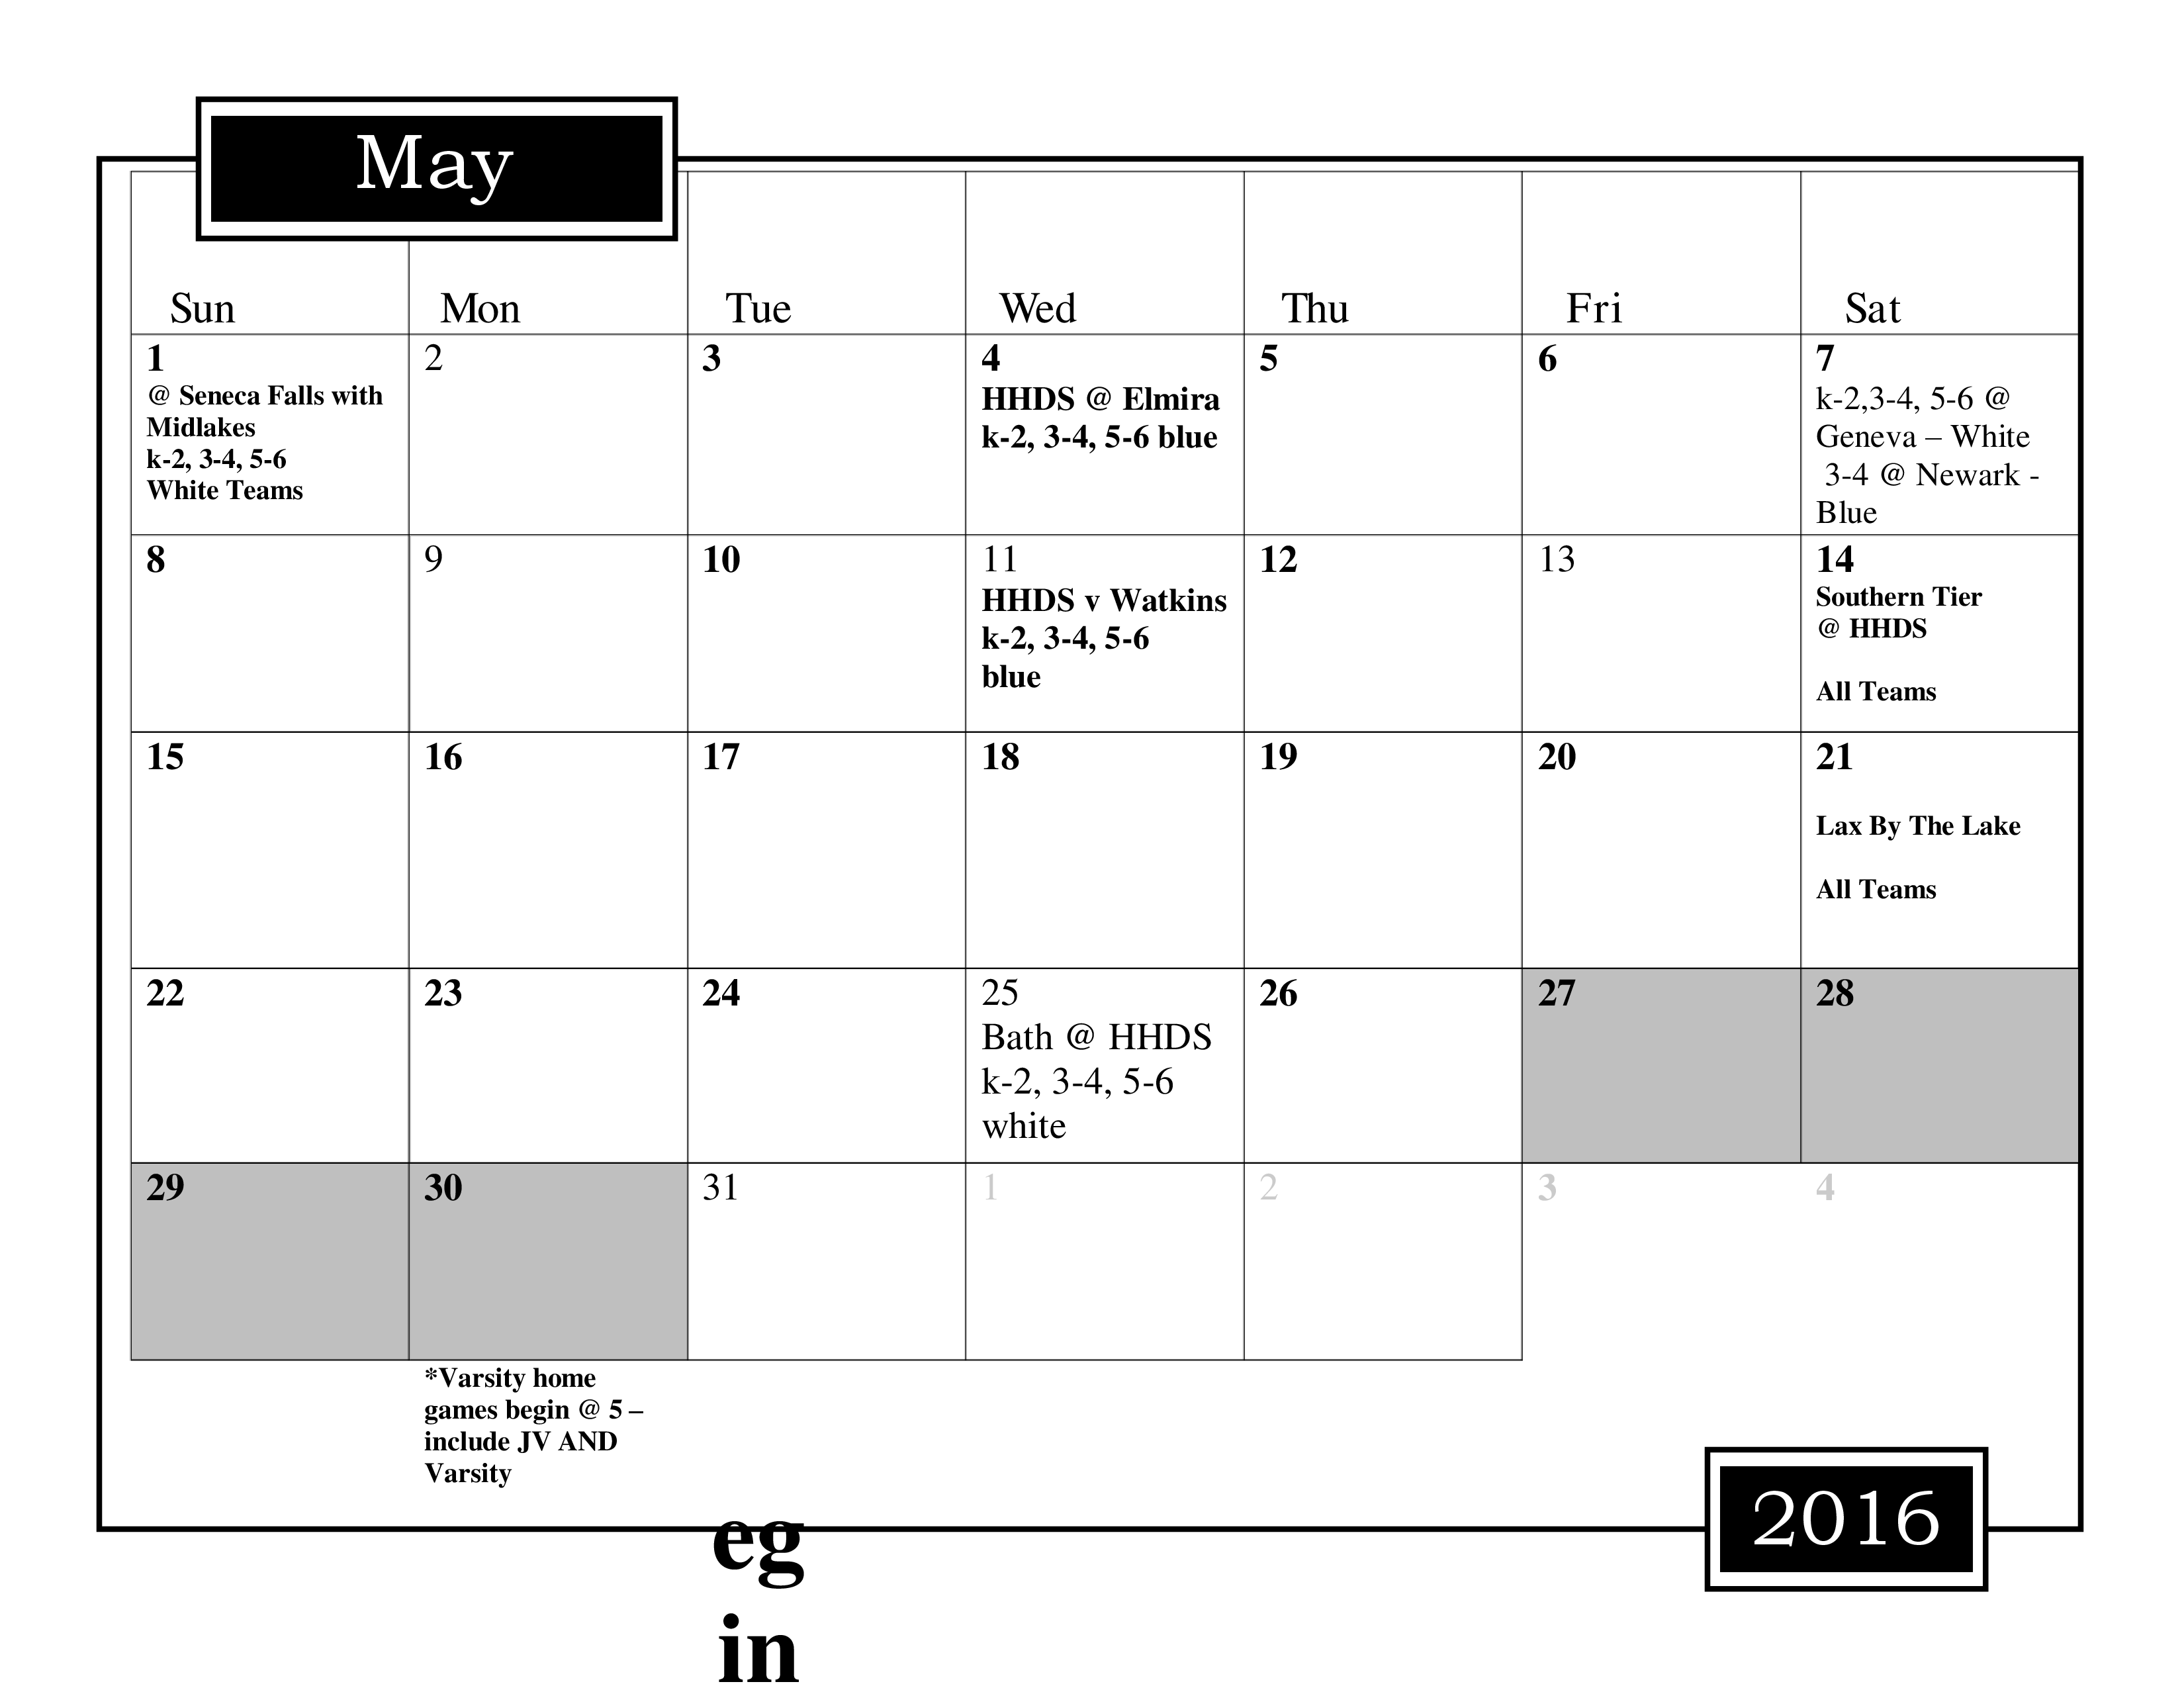 May
Sun Mon Tue Wed Thu Fri Sat
1
@ Seneca Falls with
Midlakes
k-2, 3-4, 5-6
White Teams
2
3
4
HHDS @ Elmira
k-2, 3-4, 5-6 blue
5
6
7
k-2,3-4, 5-6 @
Geneva – White
3-4 @ Newark -
Blue
8
9
10
11
HHDS v Watkins
k-2, 3-4, 5-6
blue
12
13
14
Southern Tier
@ HHDS
All Teams
15
16
17
18
19
20
21
Lax By The Lake
All Teams
22
23
24
25
Bath @ HHDS
k-2, 3-4, 5-6
white
26
27
28
29
30
31
1
2
3
4
*Varsity home
games begin @ 5 –
include JV AND
Varsity
eg
in
2016